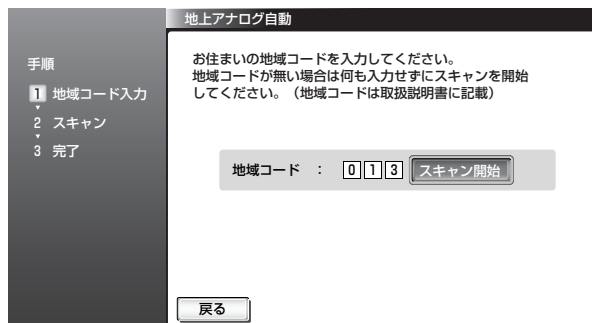 地上アナログ自動
手順
1 地域コード入力
2 スキャン
3 完了
お住まいの地域コードを入力してください。
地域コードが無い場合は何も入力せずにスキャンを開始
してください。（地域コードは取扱説明書に記載）
地域コード ： 0 1 3 スキャン開始
戻る